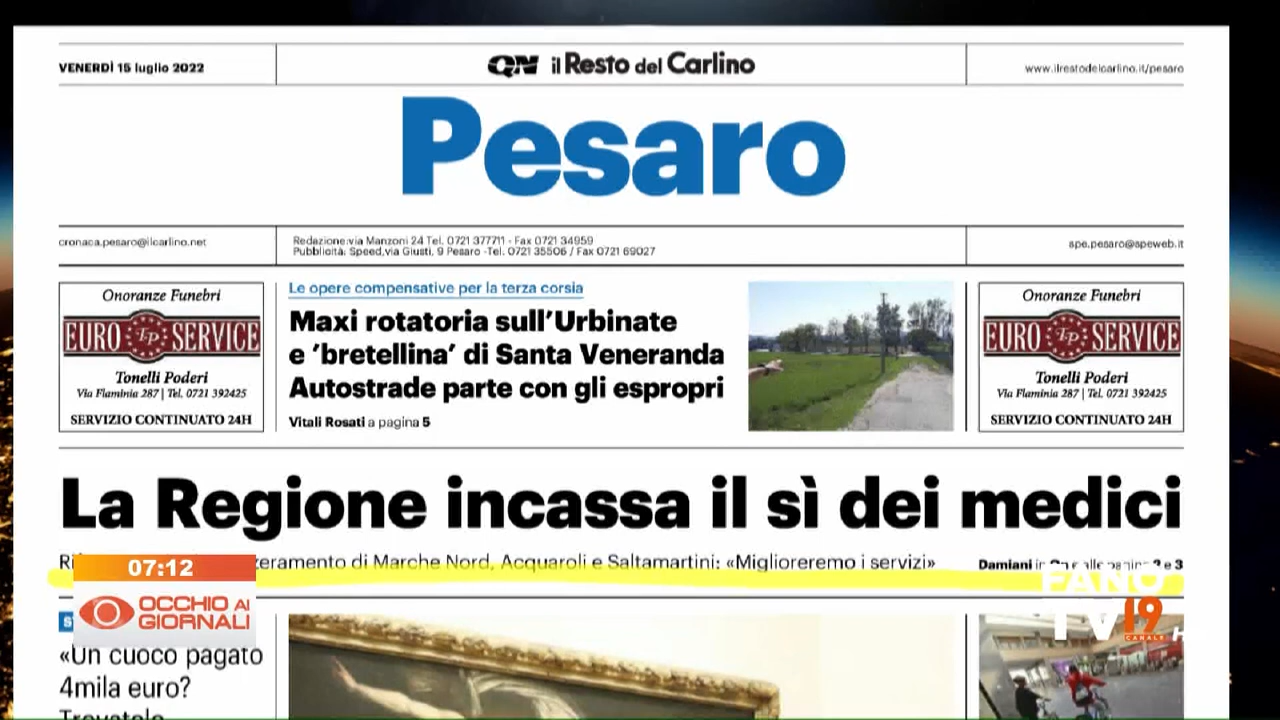 VENERDÌ 15 luglio 2022
QN il Resto del Carlino
www.ilrestodelcarlino.it/pesaro
Pesaro
cronaca.pesaro@ilcarlino.net
Redazione:via Manzoni 24 Tel. 0721 377711 - Fax 0721 34959
Pubblicità: Speed,via Giusti, 9 Pesaro -Tel. 0721 35506 / Fax 0721 69027
spe.pesaro@speweb.it
Onoranze Funebri
EURO TP SERVICE
Tonelli Poderi
Via Flaminia 287 | Tel. 0721 392425
SERVIZIO CONTINUATO 24H
Le opere compensative per la terza corsia
Maxi rotatoria sull'Urbinate
e 'bretellina' di Santa Veneranda
Autostrade parte con gli espropri
Vitali Rosati a pagina 5
Onoranze Funebri
EURO TP SERVICE
Tonelli Poderi
Via Flaminia 287 | Tel. 0721 392425
SERVIZIO CONTINUATO 24H
La Regione incassa il sì dei medici
di Marche Nord, Acquaroli e Saltamartini: «Miglioreremo i servizi»
Damiani e 3
07:12
OCCHIO AI
GIORNALI
FANO
TV 19
CANALE
«Un cuoco pagato
4mila euro?